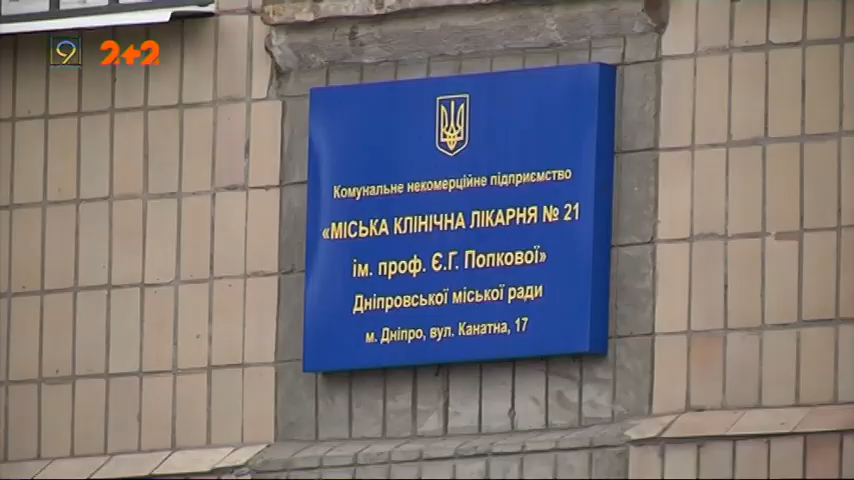 9 2+2
Комунальне некомерційне підприємство
«МІСЬКА КЛІНІЧНА ЛІКАРНЯ № 21
ім. проф. Є.Г. Попкової»
Дніпровської міської ради
м. Дніпро, вул. Канатна, 17